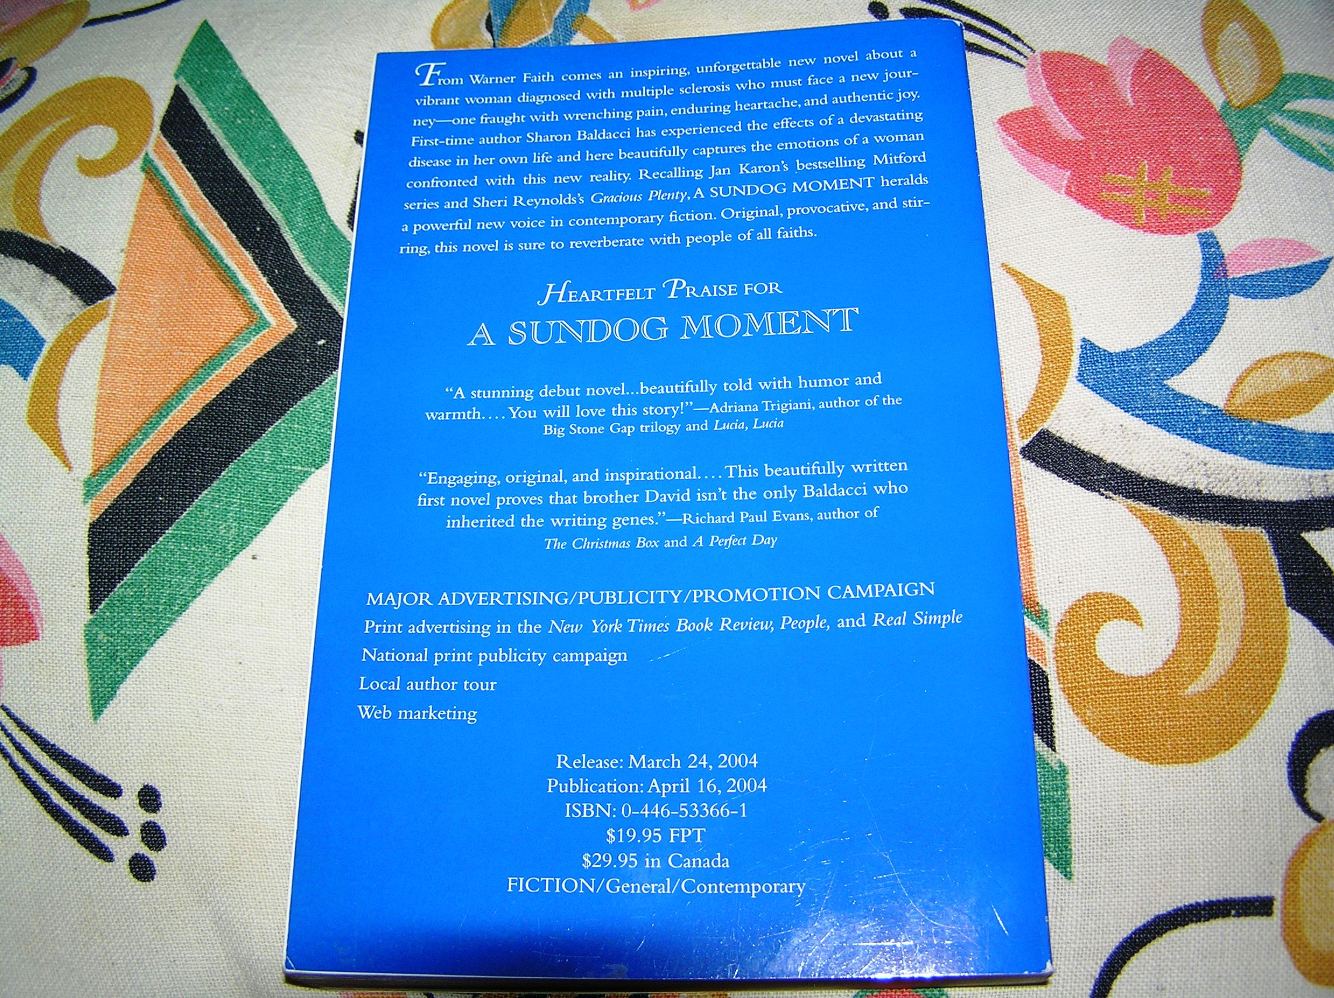 From Warner Faith comes an inspiring, unforgettable new novel about a
vibrant woman diagnosed with multiple sclerosis who must face a new jour-
ney—one fraught with wrenching pain, enduring heartache, and authentic joy.
First-time author Sharon Baldacci has experienced the effects of a devastating
disease in her own life and here beautifully captures the emotions of a woman
confronted with this new reality. Recalling Jan Karon's bestselling Mitford
series and Sheri Reynolds's Gracious Plenty, A SUNDOG MOMENT heralds
a powerful new voice in contemporary fiction. Original, provocative, and stir-
ring, this novel is sure to reverberate with people of all faiths.
HEARTFELT PRAISE FOR
A SUNDOG MOMENT
“A stunning debut novel...beautifully told with humor and
warmth....You will love this story!”—Adriana Trigiani, author of the
Big Stone Gap trilogy and Lucia, Lucia
“Engaging, original, and inspirational....This beautifully written
first novel proves that brother David isn't the only Baldacci who
inherited the writing genes.”—Richard Paul Evans, author of
The Christmas Box and A Perfect Day
MAJOR ADVERTISING/PUBLICITY/PROMOTION CAMPAIGN
Print advertising in the New York Times Book Review, People, and Real Simple
National print publicity campaign
Local author tour
Web marketing
Release: March 24, 2004
Publication: April 16, 2004
ISBN: 0-446-53366-1
$19.95 FPT
$29.95 in Canada
FICTION/General/Contemporary